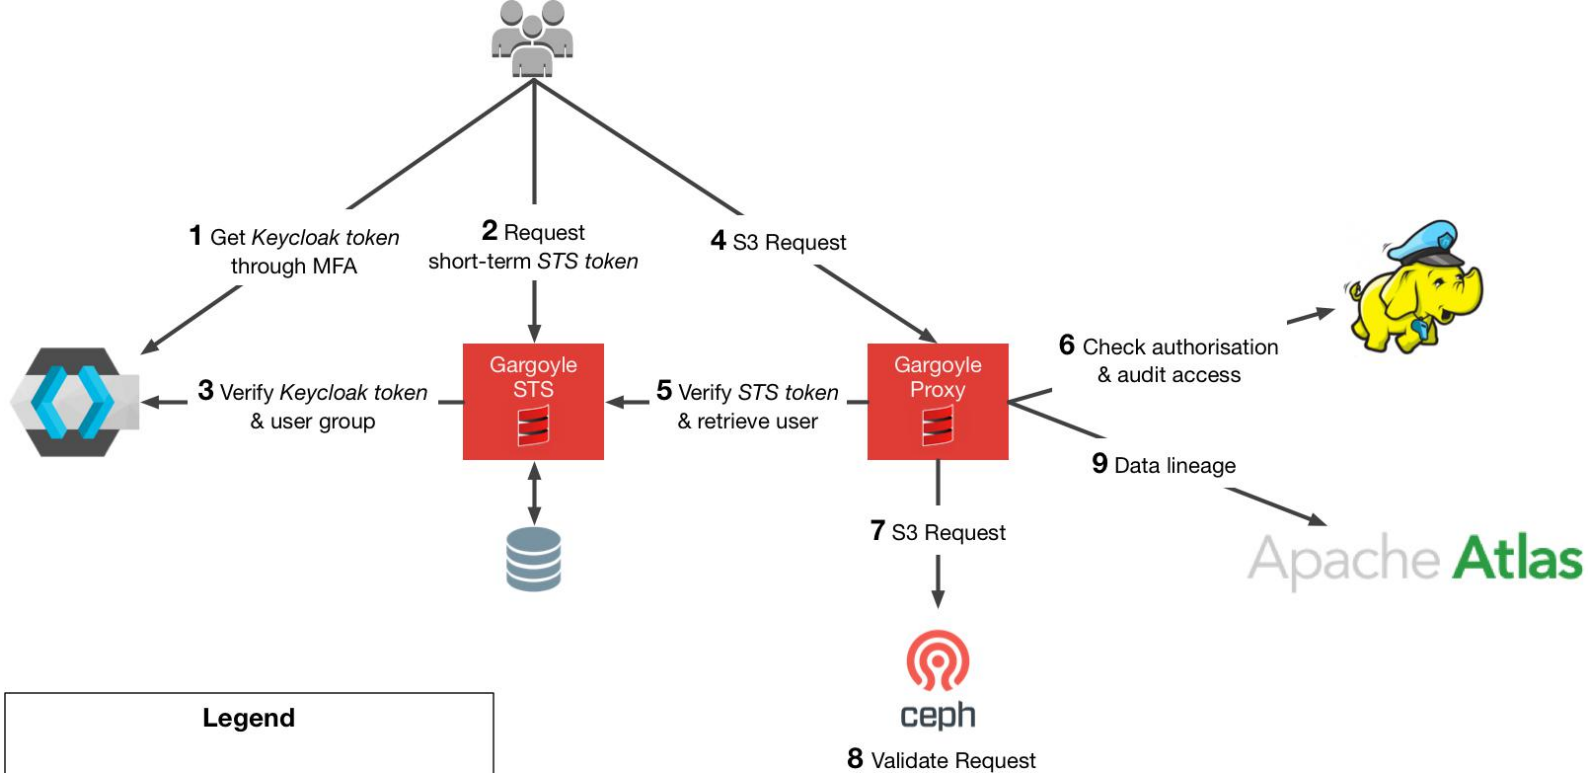 1 Get Keycloak token
through MFA
2 Request
short-term STS token
4 S3 Request
Gargoyle
STS
Gargoyle
Proxy
3 Verify Keycloak token
& user group
5 Verify STS token
& retrieve user
6 Check authorisation
& audit access
9 Data lineage
7 S3 Request
Apache Atlas
ceph
8 Validate Request
Legend